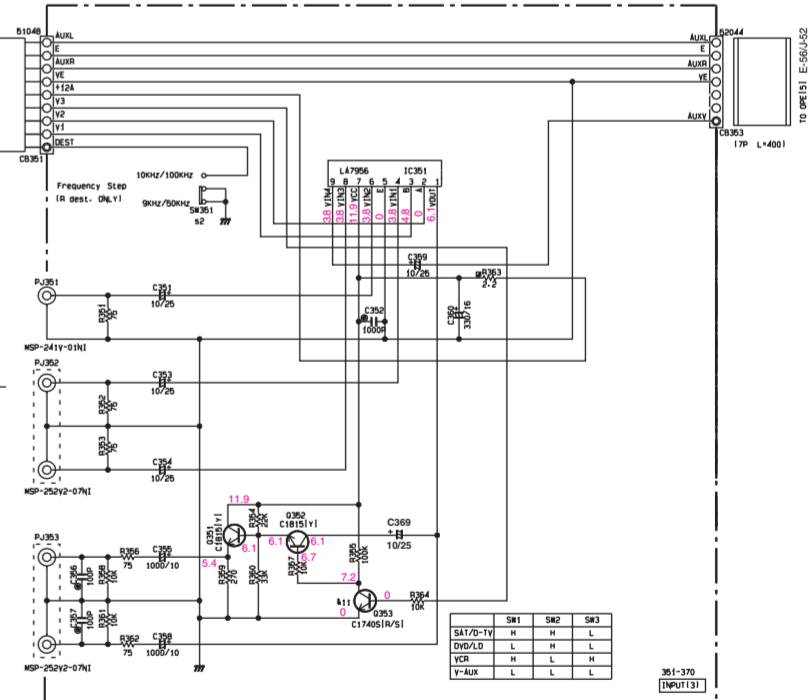 51048
AUXL
E
AUXR
VE
+12A
V3
V2
V1
DEST
CB351
52044
AUXL
E
AUXR
VE
AUXV
CB353
17P L=400)
TO OPE(5) E-56/J-52
Frequency Step
(R dest. ONLY)
10KHz/100KHz
9KHz/50KHz
SW351
s2
LA7956 IC351
9 8 7 6 5 4 3 2 1
VIN4
VIN3
VCC
VIN2
E
VIN1
B
A
VOUT
3.8
3.8
11.9
3.8
0
3.8
4.8
0
6.1
C359
10/25
R363
2.2
C360
330/16
C352
1000P
PJ351
C351
10/25
R351
75
MSP-241V-01NI
PJ352
C353
10/25
R352
75
R353
75
C354
10/25
MSP-252V2-07NI
PJ353
R356
75
C355
1000/10
C356
100P
R358
10K
C357
100P
R361
10K
R362
75
C358
1000/10
MSP-252V2-07NI
11.9
Q351
C1815(Y)
R354
22K
6.1
5.4
R359
270
R360
33K
Q352
C1815(Y)
6.1
6.1
6.7
R357
10K
R355
100K
7.2
C369
10/25
0
0
Q353
C1740S(R/S)
R364
10K
SW1 SW2 SW3
SAT/D-TV H H L
DVD/LD L H L
VCR H L H
V-AUX L L L
351-370
INPUT(3)